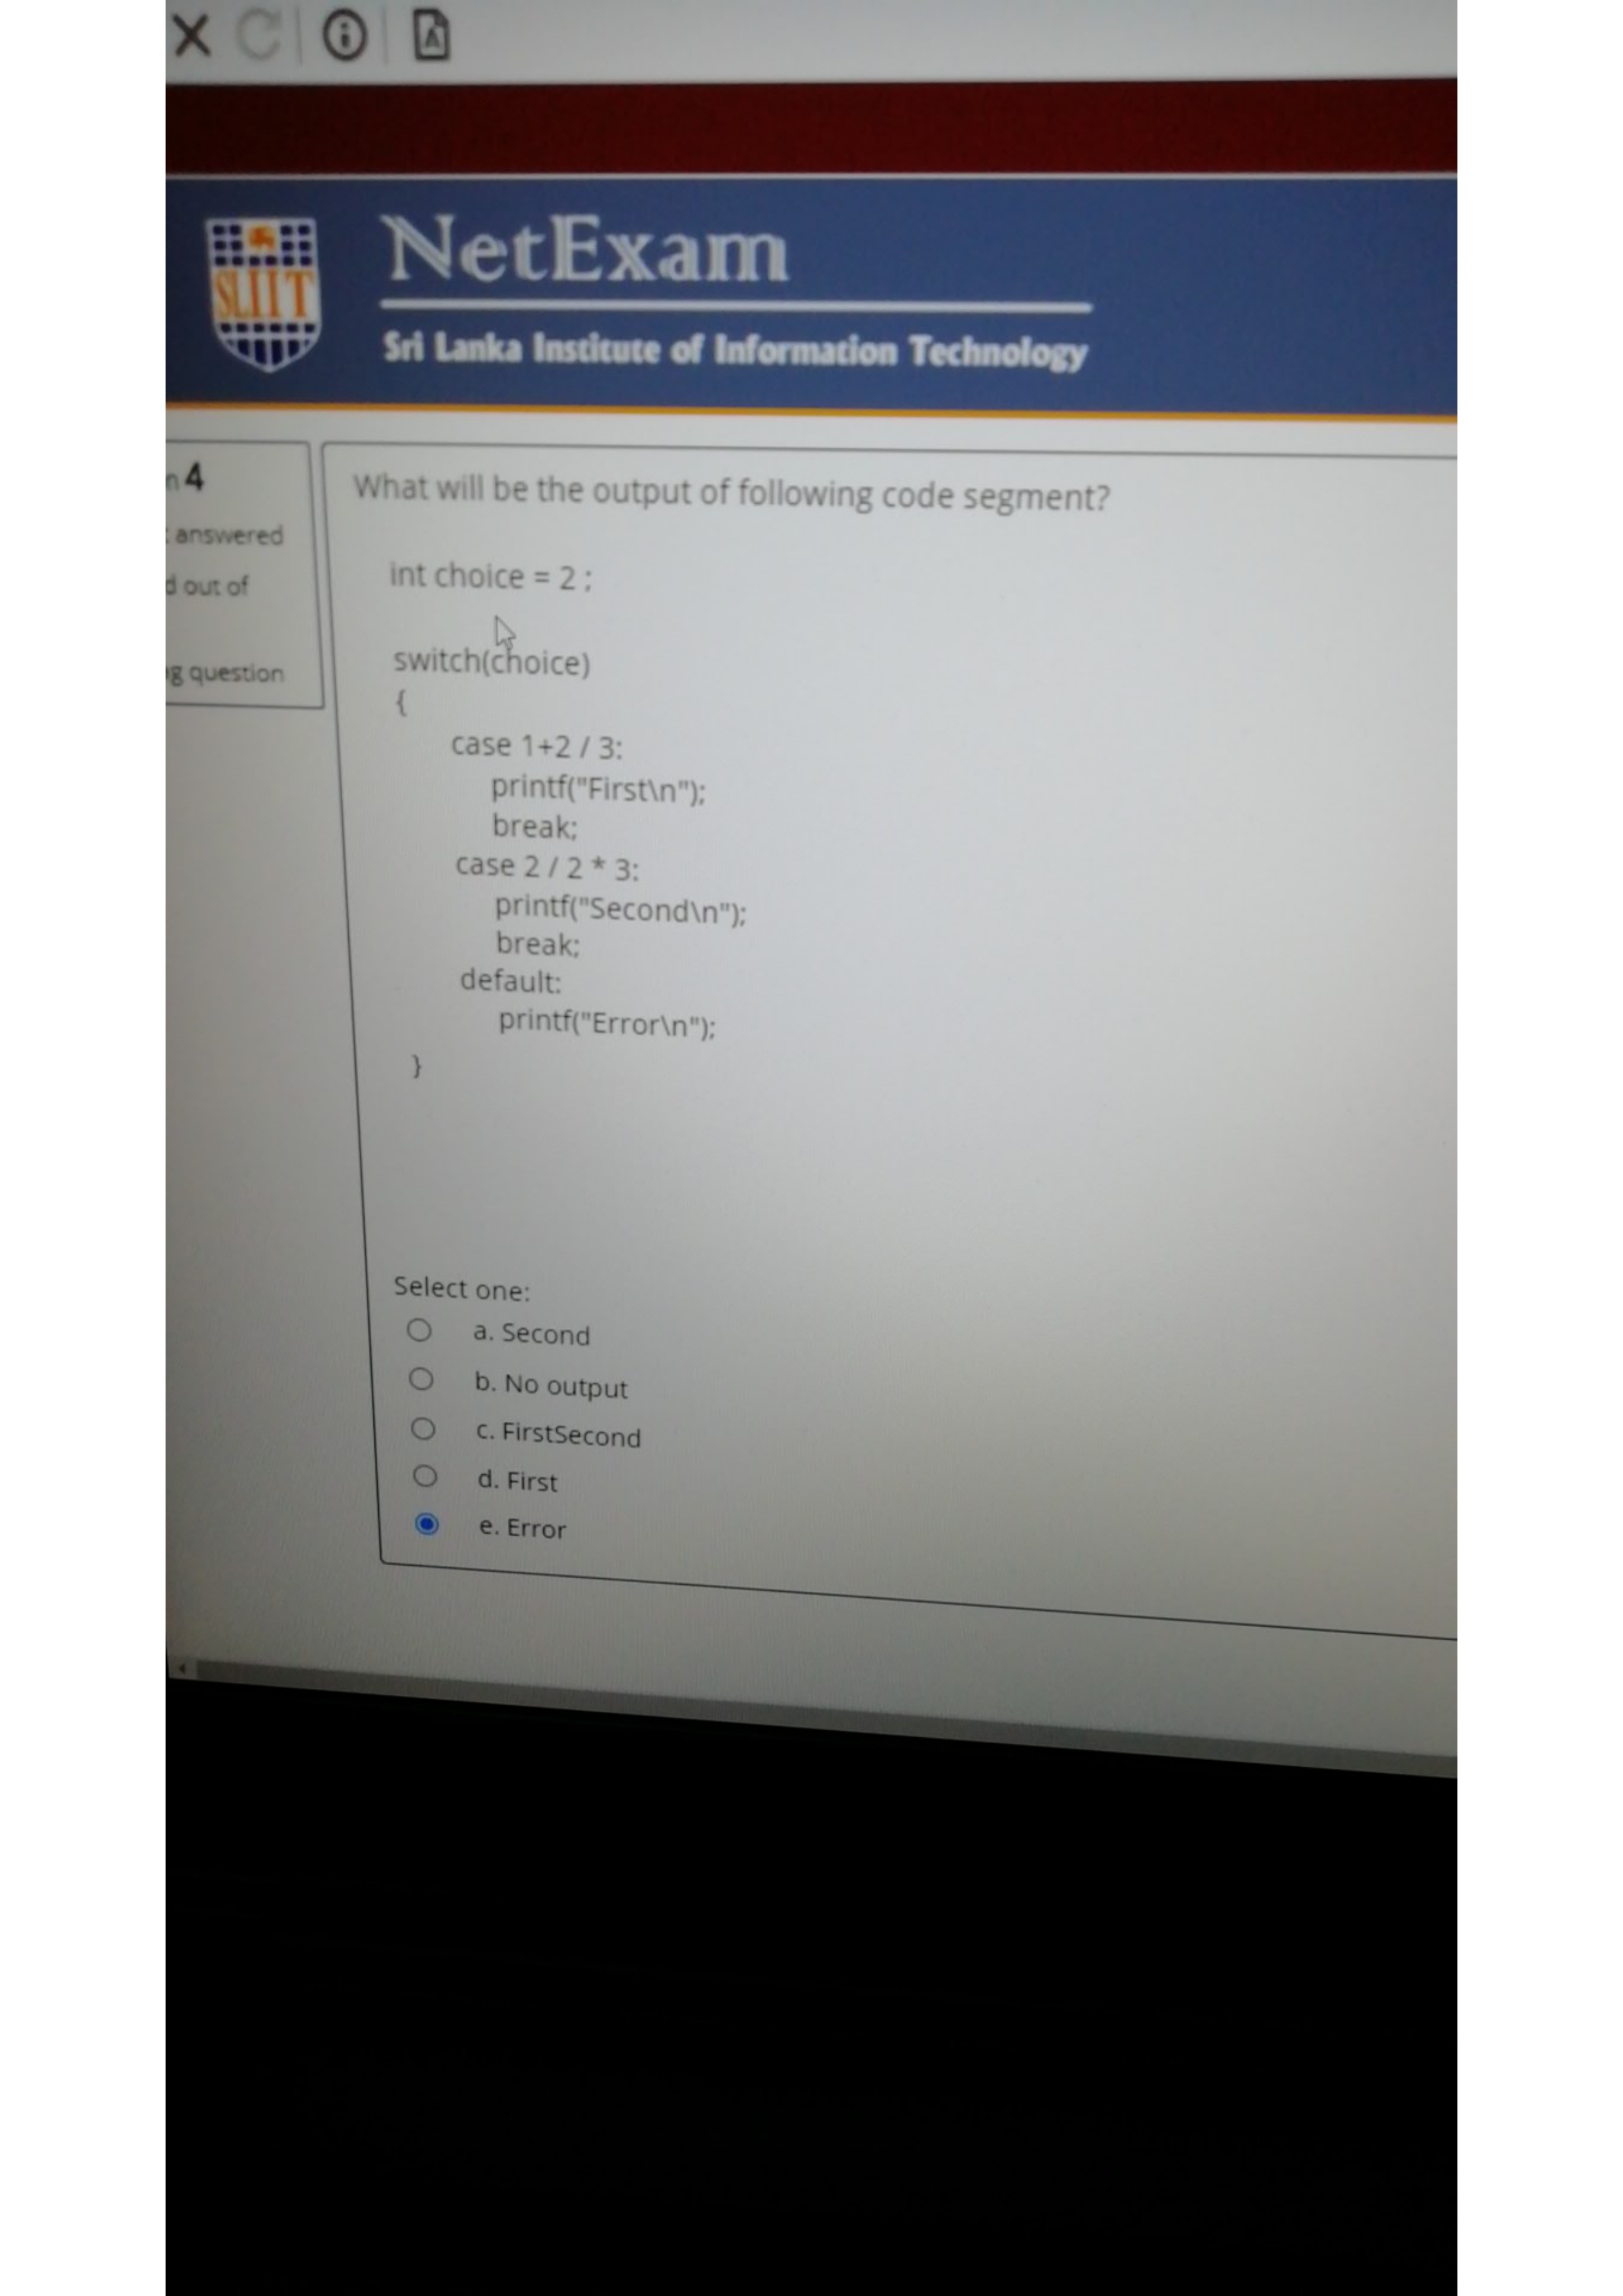 SLIIT
NetExam
Sri Lanka Institute of Information Technology
4
answered
out of
question
What will be the output of following code segment?
int choice = 2 ;
switch(choice)
{
case 1+2 / 3:
printf("First\n");
break;
case 2 / 2 * 3:
printf("Second\n");
break;
default:
printf("Error\n");
}
Select one:
a. Second
b. No output
c. FirstSecond
d. First
e. Error